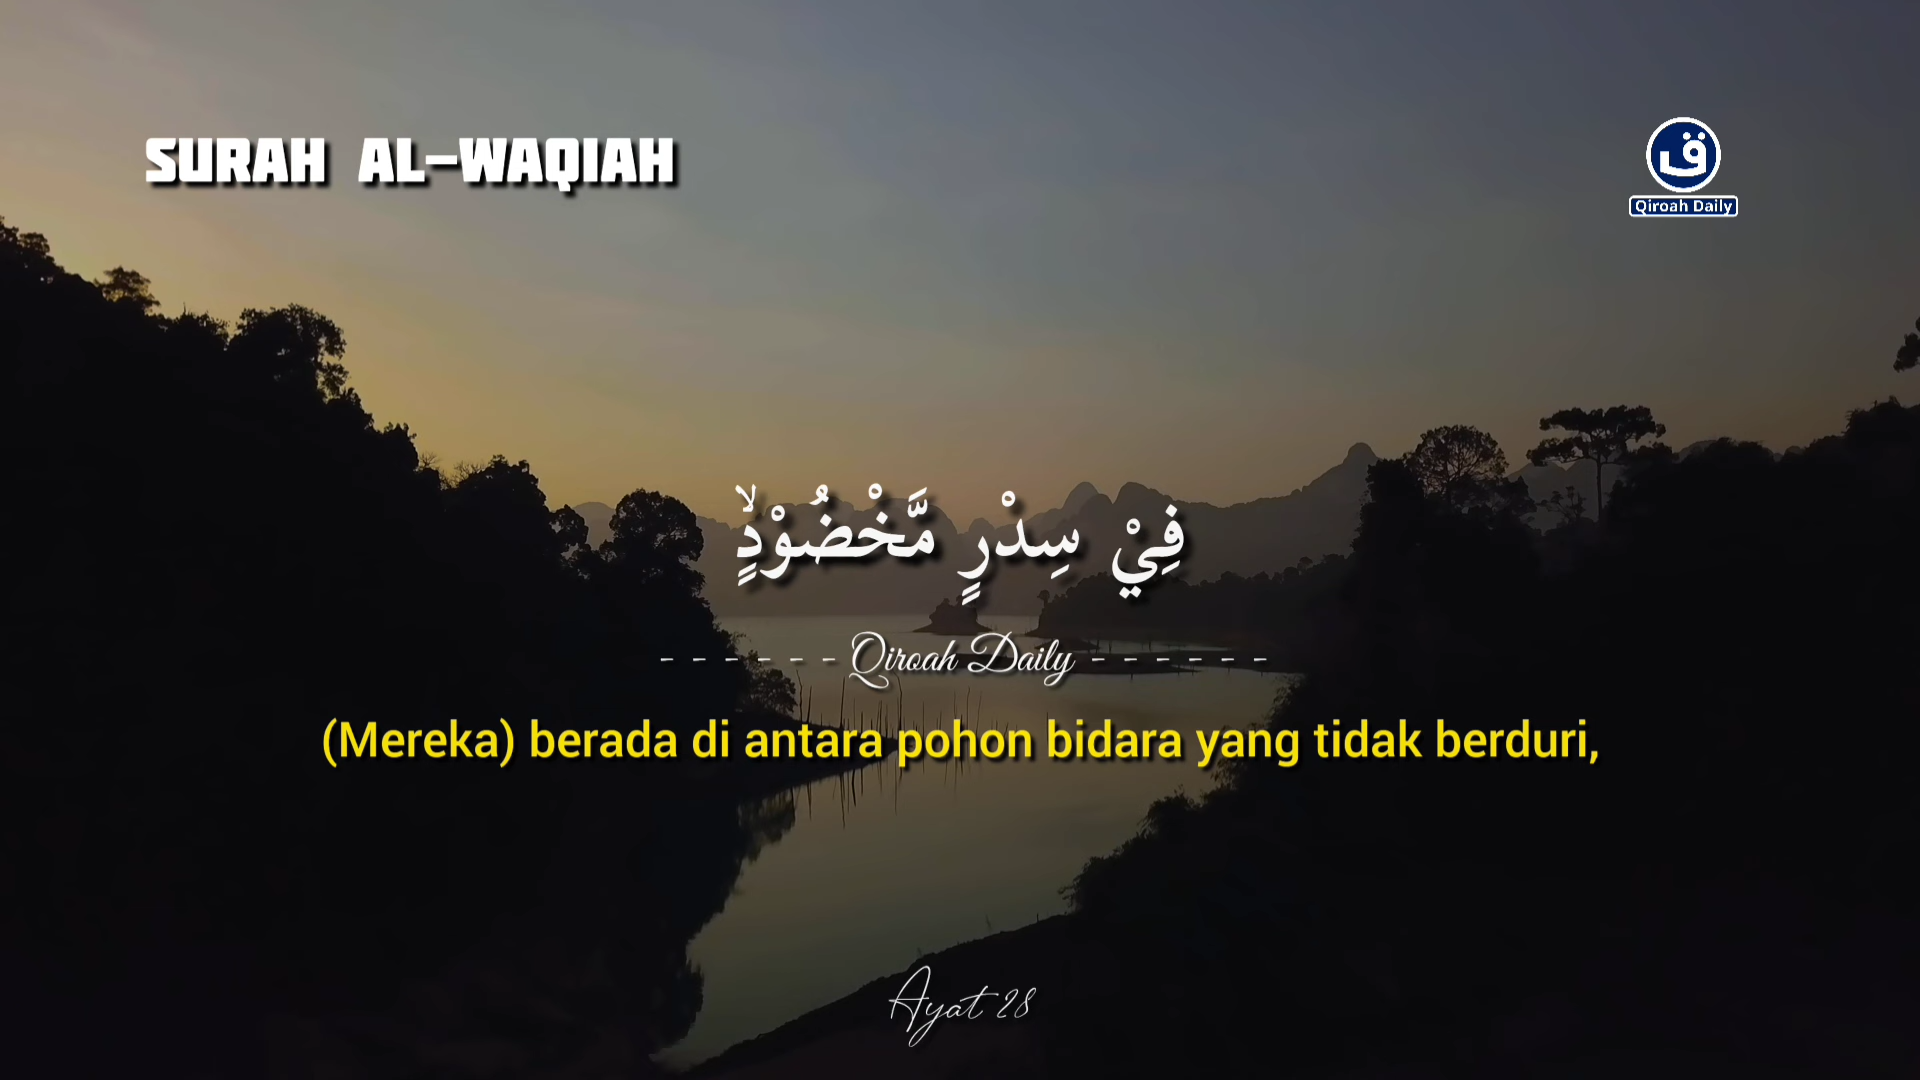 SURAH AL-WAQIAH
ق
Qiroah Daily
فِيْ سِدْرٍ مَّخْضُوْدٍۙ
------Qiroah Daily------
(Mereka) berada di antara pohon bidara yang tidak berduri,
Ayat 28